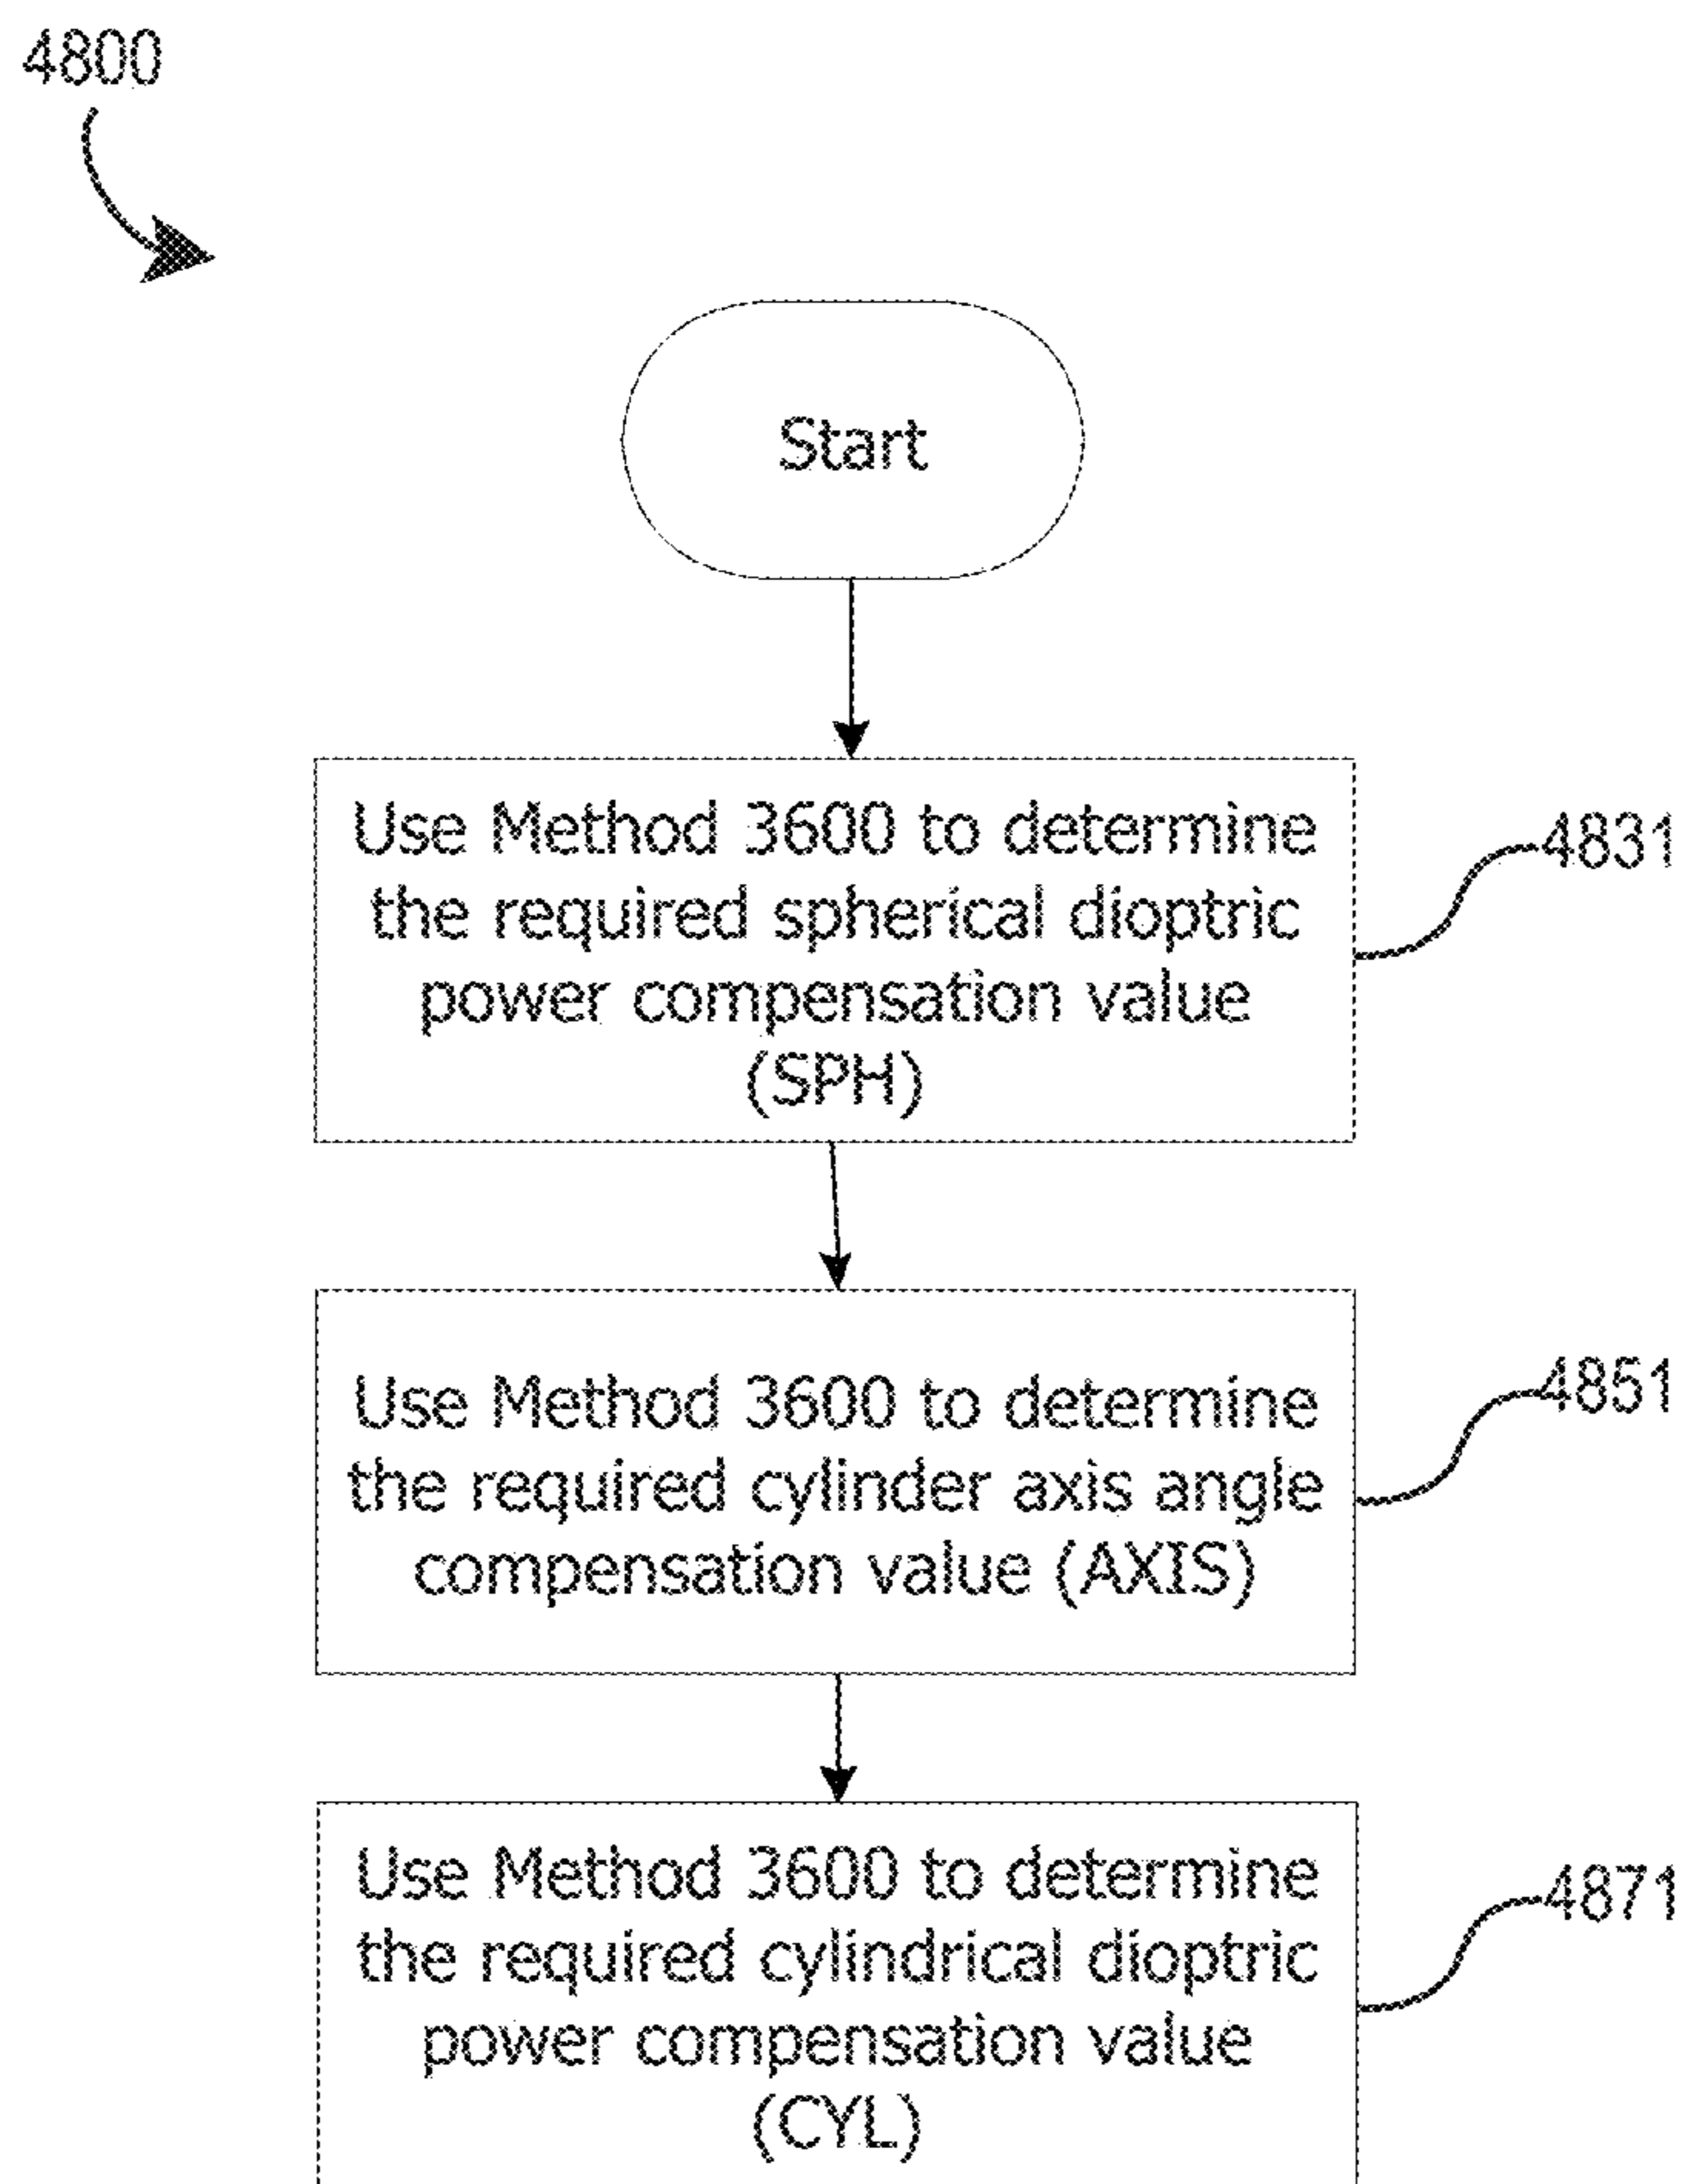 4800
Start
Use Method 3600 to determine
the required spherical dioptric
power compensation value
(SPH)
4831
Use Method 3600 to determine
the required cylinder axis angle
compensation value (AXIS)
4851
Use Method 3600 to determine
the required cylindrical dioptric
power compensation value
(CYL)
4871